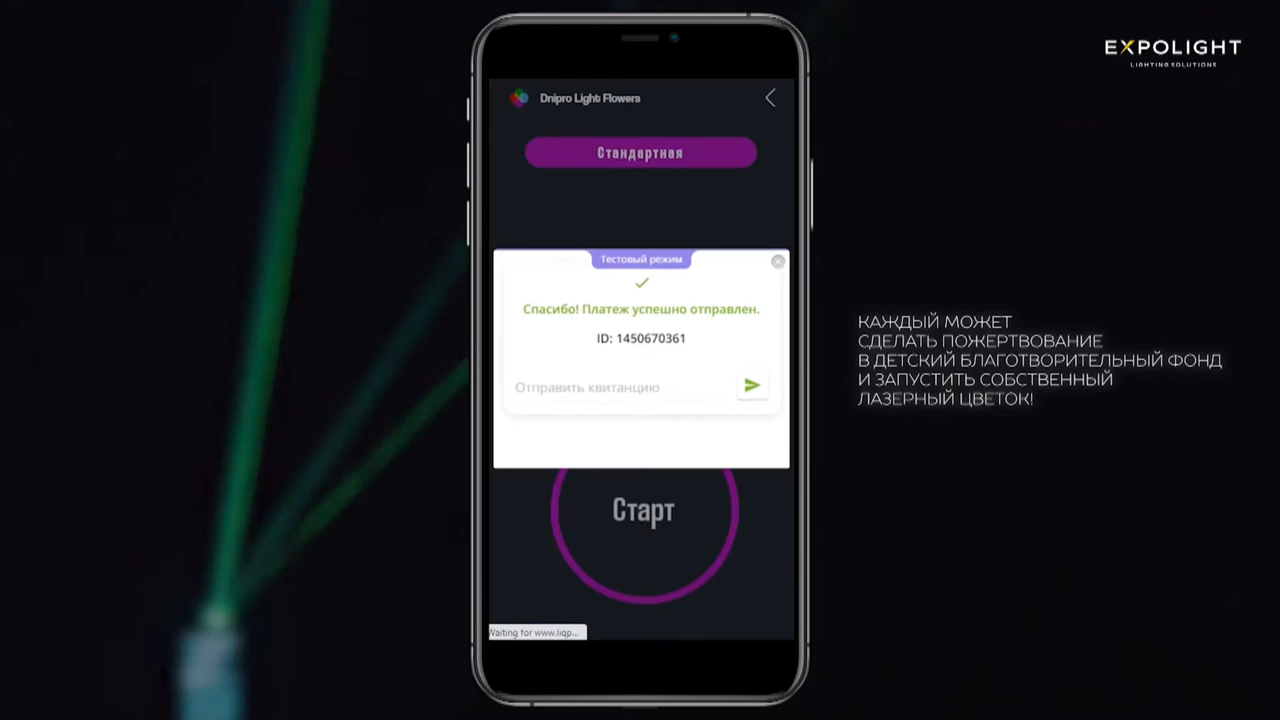 EXPOLIGHT
LIGHTING SOLUTIONS
Dnipro Light Flowers
Стандартная
Тестовый режим
Спасибо! Платеж успешно отправлен.
ID: 1450670361
Отправить квитанцию
Старт
Waiting for www.liqp...
КАЖДЫЙ МОЖЕТ
СДЕЛАТЬ ПОЖЕРТВОВАНИЕ
В ДЕТСКИЙ БЛАГОТВОРИТЕЛЬНЫЙ ФОНД
И ЗАПУСТИТЬ СОБСТВЕННЫЙ
ЛАЗЕРНЫЙ ЦВЕТОК!